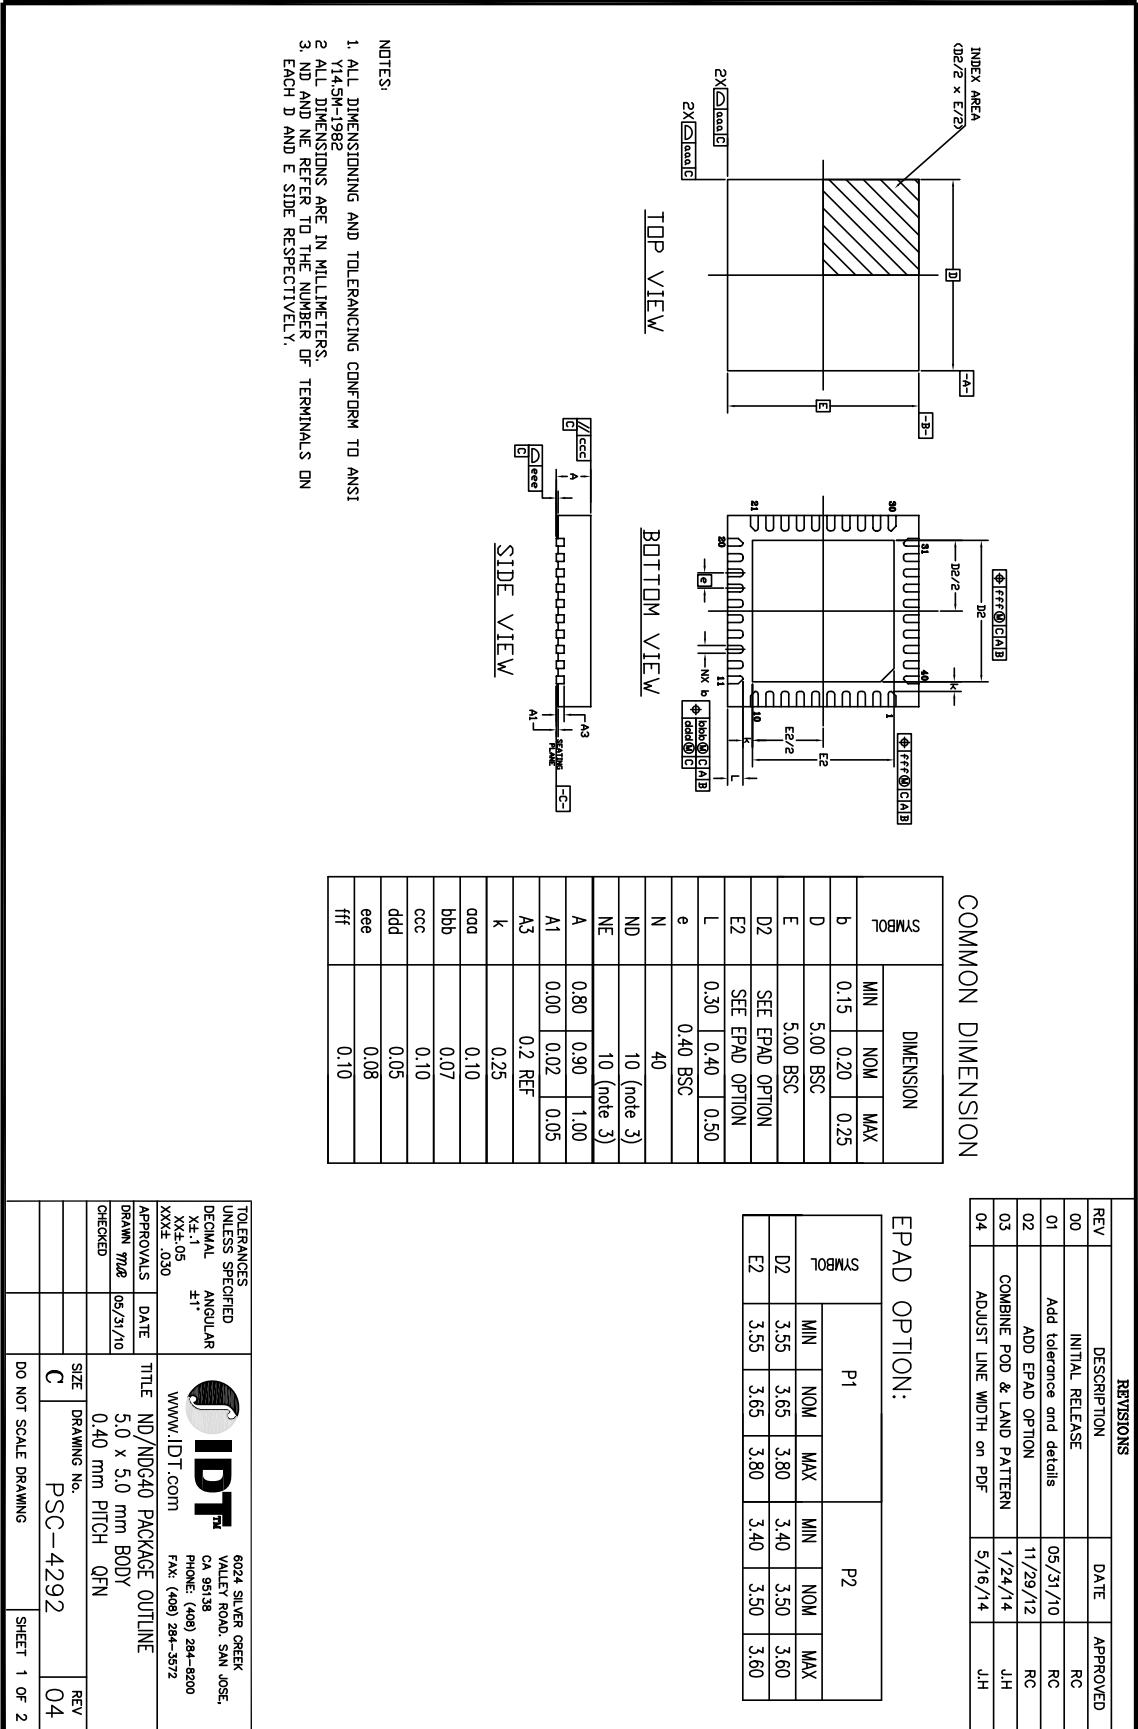 INDEX AREA
(D2/2 x E/2)
2X aaa C
2X aaa C
D
-A-
E
-B-
TOP VIEW
fff M C A B
D2
D2/2
k
30
31
21
40
20
1
11
10
e
NX b
bbb M C A B
ddd M C
fff M C A B
E2/2
E2
k
L
BOTTOM VIEW
// ccc C
A
eee C
A3
A1
SEATING
PLANE
-C-
SIDE VIEW
NOTES:
1. ALL DIMENSIONING AND TOLERANCING CONFORM TO ANSI
Y14.5M-1982
2 ALL DIMENSIONS ARE IN MILLIMETERS.
3. ND AND NE REFER TO THE NUMBER OF TERMINALS ON
EACH D AND E SIDE RESPECTIVELY.
COMMON DIMENSION
SYMBOL DIMENSION
MIN NOM MAX
b 0.15 0.20 0.25
D 5.00 BSC
E 5.00 BSC
D2 SEE EPAD OPTION
E2 SEE EPAD OPTION
L 0.30 0.40 0.50
e 0.40 BSC
N 40
ND 10 (note 3)
NE 10 (note 3)
A 0.80 0.90 1.00
A1 0.00 0.02 0.05
A3 0.2 REF
k 0.25
aaa 0.10
bbb 0.07
ccc 0.10
ddd 0.05
eee 0.08
fff 0.10
REVISIONS
REV DESCRIPTION DATE APPROVED
00 INITIAL RELEASE RC
01 Add tolerance and details 05/31/10 RC
02 ADD EPAD OPTION 11/29/12 RC
03 COMBINE POD & LAND PATTERN 1/24/14 J.H
04 ADJUST LINE WIDTH on PDF 5/16/14 J.H
EPAD OPTION:
SYMBOL P1 P2
MIN NOM MAX MIN NOM MAX
D2 3.55 3.65 3.80 3.40 3.50 3.60
E2 3.55 3.65 3.80 3.40 3.50 3.60
TOLERANCES
UNLESS SPECIFIED
DECIMAL ANGULAR
X±.1 ±1°
XX±.05
XXX± .030
APPROVALS DATE
DRAWN 05/31/10
CHECKED
IDT TM
www.IDT.com
6024 SILVER CREEK
VALLEY ROAD. SAN JOSE,
CA 95138
PHONE: (408) 284-8200
FAX: (408) 284-3572
TITLE ND/NDG40 PACKAGE OUTLINE
5.0 x 5.0 mm BODY
0.40 mm PITCH QFN
SIZE DRAWING No. REV
C PSC-4292 04
DO NOT SCALE DRAWING SHEET 1 OF 2